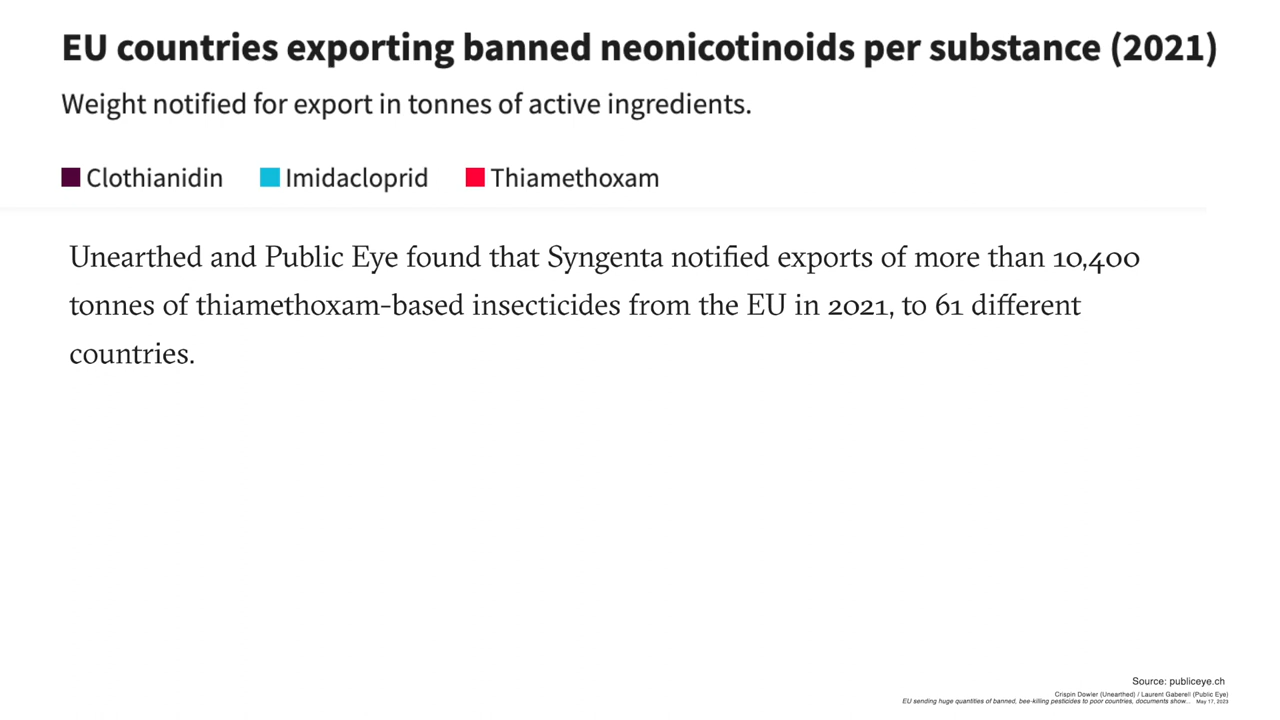 EU countries exporting banned neonicotinoids per substance (2021)
Weight notified for export in tonnes of active ingredients.
Clothianidin Imidacloprid Thiamethoxam
Unearthed and Public Eye found that Syngenta notified exports of more than 10,400
tonnes of thiamethoxam-based insecticides from the EU in 2021, to 61 different
countries.
Source: publiceye.ch
Crispin Dowler (Unearthed) / Laurent Gaberell (Public Eye)
EU sending huge quantities of banned, bee-killing pesticides to poor countries, documents show... May 17, 2023